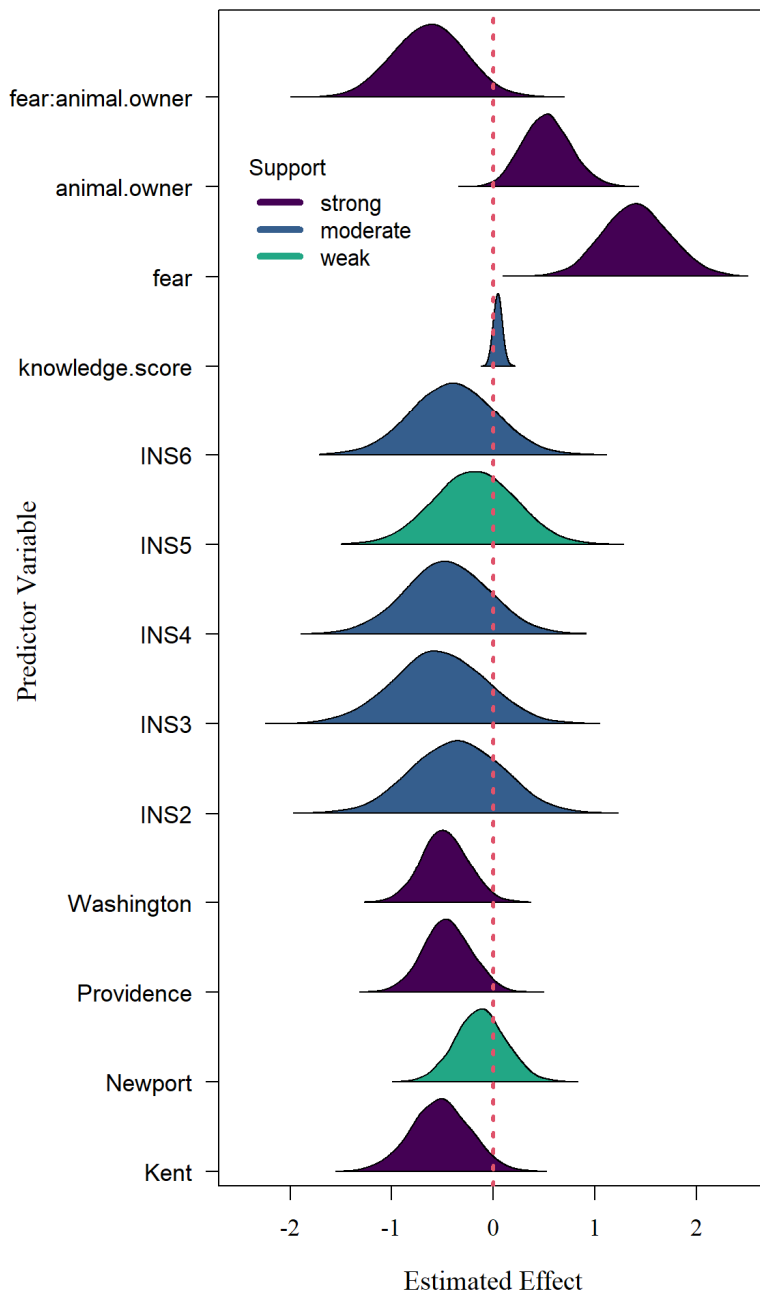 fear:animal.owner
animal.owner
Support
strong
moderate
weak
fear
knowledge.score
INS6
INS5
INS4
INS3
INS2
Washington
Providence
Newport
Kent
Predictor Variable
-2 -1 0 1 2
Estimated Effect